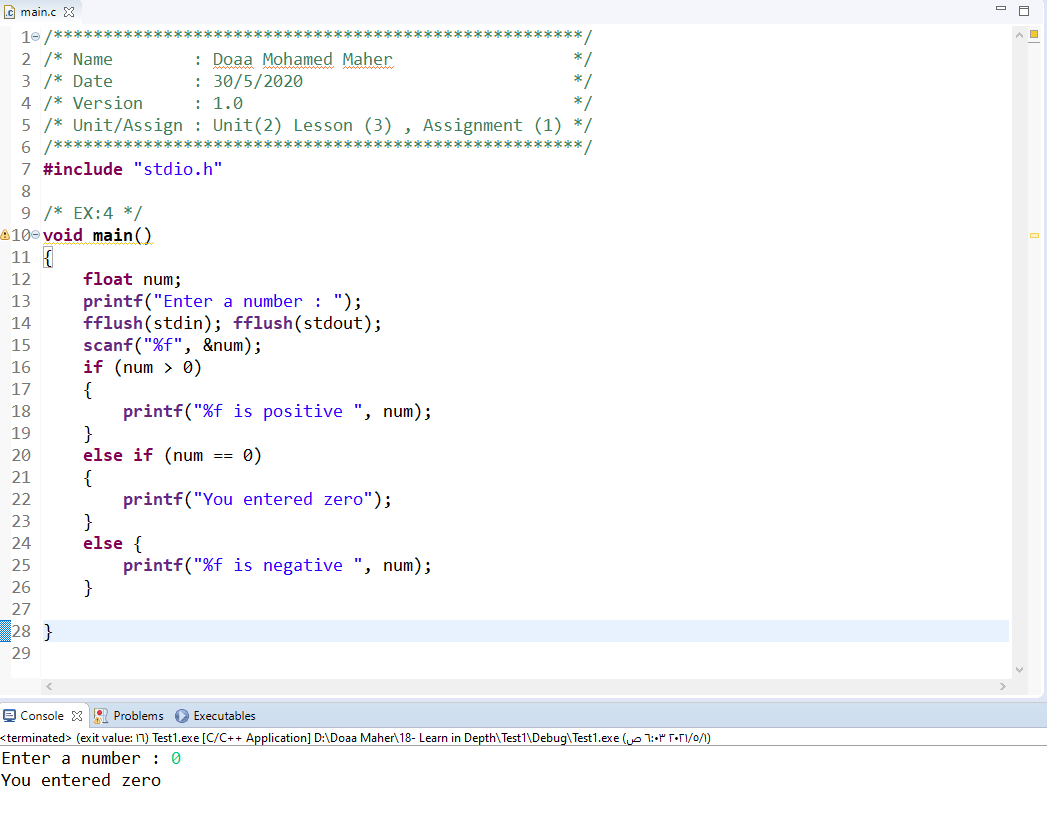 main.c
1 /*****************************************************/
2 /* Name        : Doaa Mohamed Maher                  */
3 /* Date        : 30/5/2020                           */
4 /* Version     : 1.0                                 */
5 /* Unit/Assign : Unit(2) Lesson (3) , Assignment (1) */
6 /*****************************************************/
7 #include "stdio.h"
8
9 /* EX:4 */
10 void main()
11 {
12     float num;
13     printf("Enter a number : ");
14     fflush(stdin); fflush(stdout);
15     scanf("%f", &num);
16     if (num > 0)
17     {
18         printf("%f is positive ", num);
19     }
20     else if (num == 0)
21     {
22         printf("You entered zero");
23     }
24     else {
25         printf("%f is negative ", num);
26     }
27
28 }
29
Console Problems Executables
<terminated> (exit value: ١٦) Test1.exe [C/C++ Application] D:\Doaa Maher\18- Learn in Depth\Test1\Debug\Test1.exe (٢٠٢١/٥/١ ٦:٠٣ ص)
Enter a number : 0
You entered zero